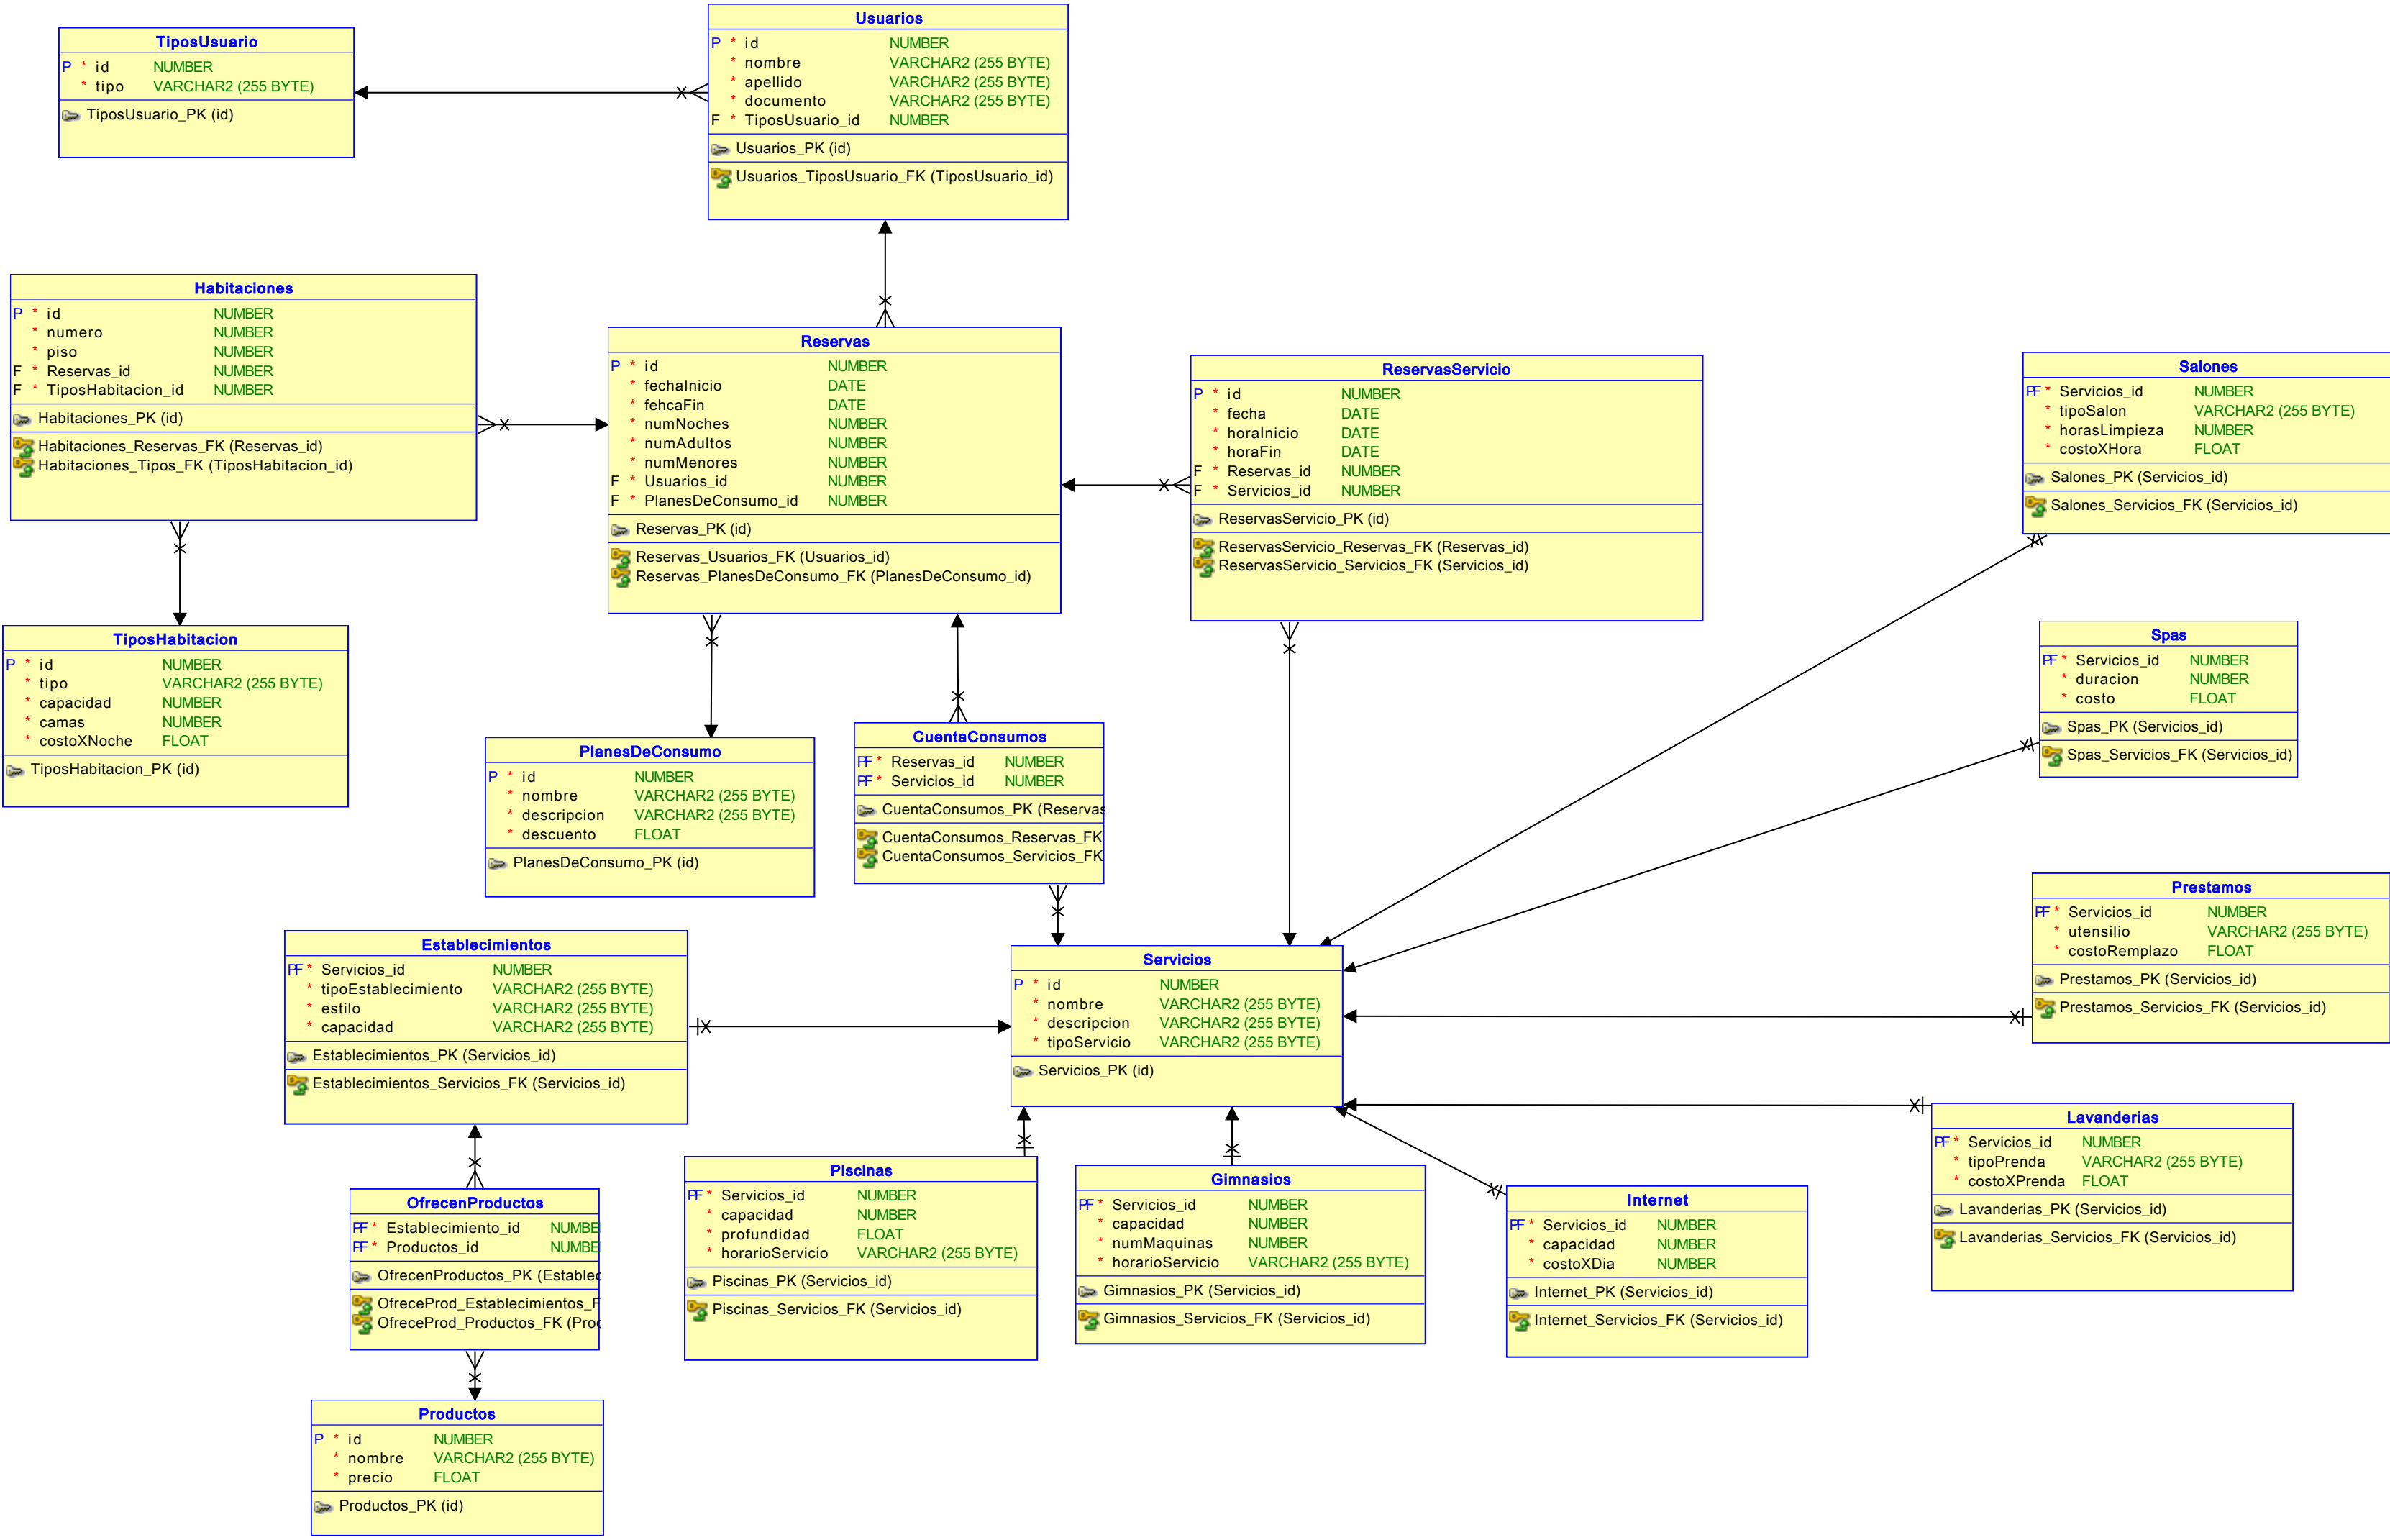 TiposUsuario
P * id NUMBER
* tipo VARCHAR2 (255 BYTE)
TiposUsuario_PK (id)
Usuarios
P * id NUMBER
* nombre VARCHAR2 (255 BYTE)
* apellido VARCHAR2 (255 BYTE)
* documento VARCHAR2 (255 BYTE)
F * TiposUsuario_id NUMBER
Usuarios_PK (id)
Usuarios_TiposUsuario_FK (TiposUsuario_id)
Habitaciones
P * id NUMBER
* numero NUMBER
* piso NUMBER
F * Reservas_id NUMBER
F * TiposHabitacion_id NUMBER
Habitaciones_PK (id)
Habitaciones_Reservas_FK (Reservas_id)
Habitaciones_Tipos_FK (TiposHabitacion_id)
Reservas
P * id NUMBER
* fechaInicio DATE
* fehcaFin DATE
* numNoches NUMBER
* numAdultos NUMBER
* numMenores NUMBER
F * Usuarios_id NUMBER
F * PlanesDeConsumo_id NUMBER
Reservas_PK (id)
Reservas_Usuarios_FK (Usuarios_id)
Reservas_PlanesDeConsumo_FK (PlanesDeConsumo_id)
ReservasServicio
P * id NUMBER
* fecha DATE
* horaInicio DATE
* horaFin DATE
F * Reservas_id NUMBER
F * Servicios_id NUMBER
ReservasServicio_PK (id)
ReservasServicio_Reservas_FK (Reservas_id)
ReservasServicio_Servicios_FK (Servicios_id)
Salones
PF * Servicios_id NUMBER
* tipoSalon VARCHAR2 (255 BYTE)
* horasLimpieza NUMBER
* costoXHora FLOAT
Salones_PK (Servicios_id)
Salones_Servicios_FK (Servicios_id)
TiposHabitacion
P * id NUMBER
* tipo VARCHAR2 (255 BYTE)
* capacidad NUMBER
* camas NUMBER
* costoXNoche FLOAT
TiposHabitacion_PK (id)
Spas
PF * Servicios_id NUMBER
* duracion NUMBER
* costo FLOAT
Spas_PK (Servicios_id)
Spas_Servicios_FK (Servicios_id)
PlanesDeConsumo
P * id NUMBER
* nombre VARCHAR2 (255 BYTE)
* descripcion VARCHAR2 (255 BYTE)
* descuento FLOAT
PlanesDeConsumo_PK (id)
CuentaConsumos
PF * Reservas_id NUMBER
PF * Servicios_id NUMBER
CuentaConsumos_PK (Reservas
CuentaConsumos_Reservas_FK
CuentaConsumos_Servicios_FK
Prestamos
PF * Servicios_id NUMBER
* utensilio VARCHAR2 (255 BYTE)
* costoRemplazo FLOAT
Prestamos_PK (Servicios_id)
Prestamos_Servicios_FK (Servicios_id)
Establecimientos
PF * Servicios_id NUMBER
* tipoEstablecimiento VARCHAR2 (255 BYTE)
* estilo VARCHAR2 (255 BYTE)
* capacidad VARCHAR2 (255 BYTE)
Establecimientos_PK (Servicios_id)
Establecimientos_Servicios_FK (Servicios_id)
Servicios
P * id NUMBER
* nombre VARCHAR2 (255 BYTE)
* descripcion VARCHAR2 (255 BYTE)
* tipoServicio VARCHAR2 (255 BYTE)
Servicios_PK (id)
Lavanderias
PF * Servicios_id NUMBER
* tipoPrenda VARCHAR2 (255 BYTE)
* costoXPrenda FLOAT
Lavanderias_PK (Servicios_id)
Lavanderias_Servicios_FK (Servicios_id)
OfrecenProductos
PF * Establecimiento_id NUMBE
PF * Productos_id NUMBE
OfrecenProductos_PK (Establec
OfreceProd_Establecimientos_F
OfreceProd_Productos_FK (Proc
Piscinas
PF * Servicios_id NUMBER
* capacidad NUMBER
* profundidad FLOAT
* horarioServicio VARCHAR2 (255 BYTE)
Piscinas_PK (Servicios_id)
Piscinas_Servicios_FK (Servicios_id)
Gimnasios
PF * Servicios_id NUMBER
* capacidad NUMBER
* numMaquinas NUMBER
* horarioServicio VARCHAR2 (255 BYTE)
Gimnasios_PK (Servicios_id)
Gimnasios_Servicios_FK (Servicios_id)
Internet
PF * Servicios_id NUMBER
* capacidad NUMBER
* costoXDia NUMBER
Internet_PK (Servicios_id)
Internet_Servicios_FK (Servicios_id)
Productos
P * id NUMBER
* nombre VARCHAR2 (255 BYTE)
* precio FLOAT
Productos_PK (id)